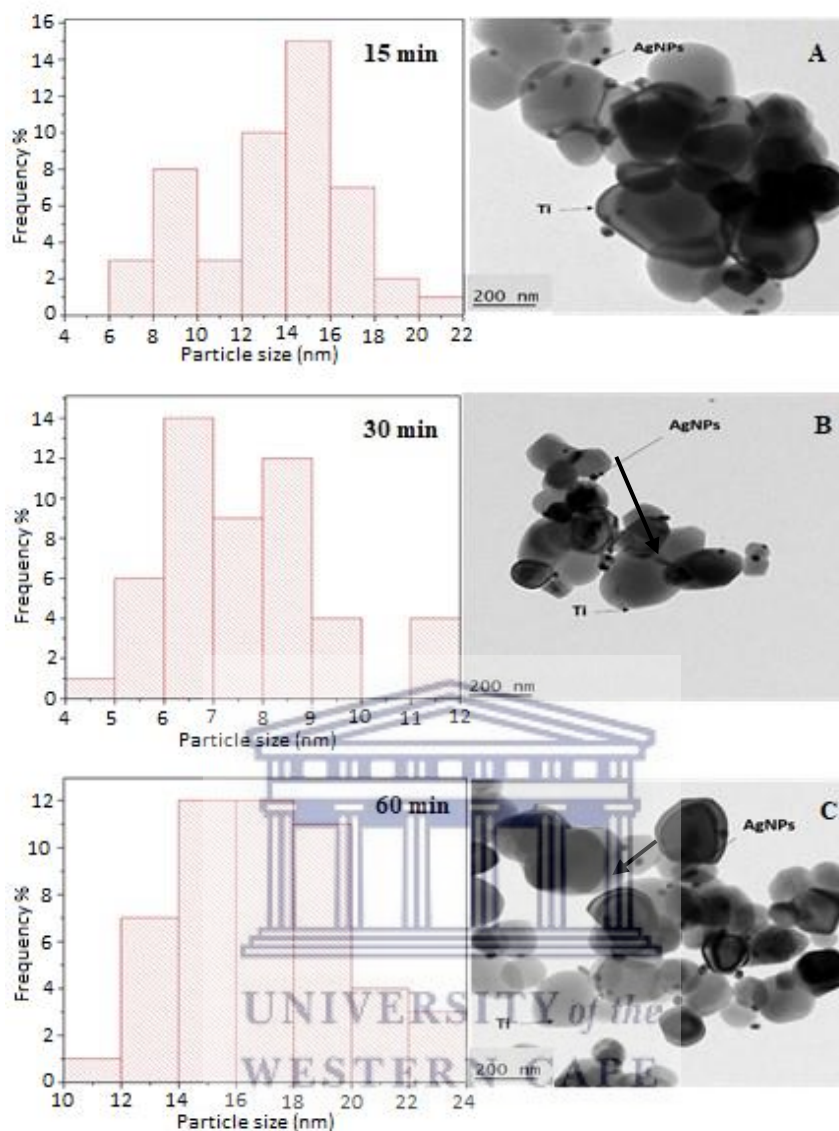 16
14
12
10
8
6
4
2
0
Frequency %
15 min
4 6 8 10 12 14 16 18 20 22
Particle size (nm)
AgNPs
A
Ti
200 nm
14
12
10
8
6
4
2
0
Frequency %
30 min
4 5 6 7 8 9 10 11 12
Particle size (nm)
AgNPs
B
Ti
200 nm
12
10
8
6
4
2
0
Frequency %
60 min
10 12 14 16 18 20 22 24
Particle size (nm)
AgNPs
C
Ti
200 nm
UNIVERSITY of the
WESTERN CAPE